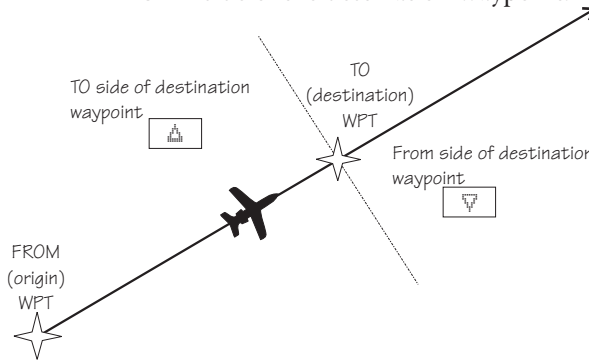 TO side of destination
waypoint
TO
(destination)
WPT
From side of destination
waypoint
FROM
(origin)
WPT